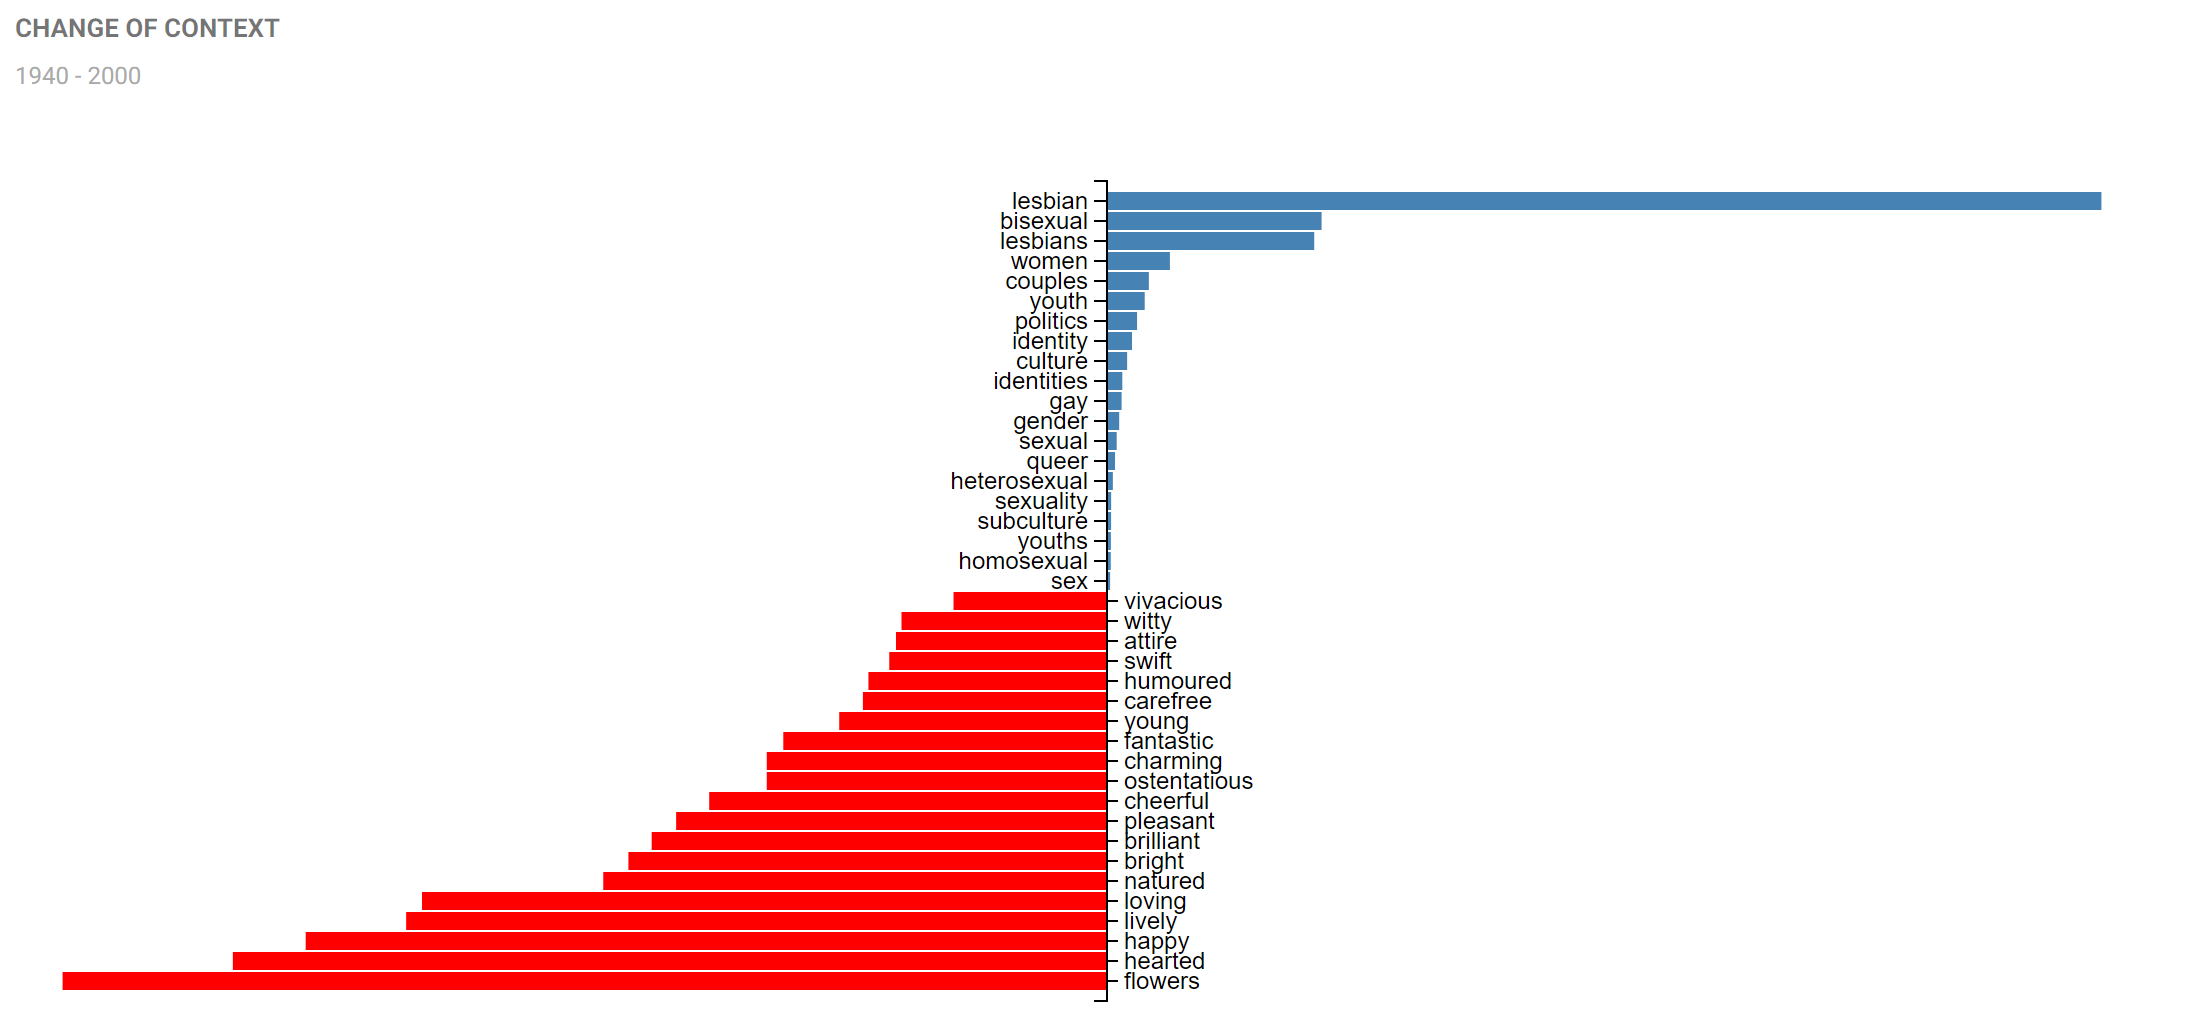 CHANGE OF CONTEXT
1940 - 2000
lesbian
bisexual
lesbians
women
couples
youth
politics
identity
culture
identities
gay
gender
sexual
queer
heterosexual
sexuality
subculture
youths
homosexual
sex
vivacious
witty
attire
swift
humoured
carefree
young
fantastic
charming
ostentatious
cheerful
pleasant
brilliant
bright
natured
loving
lively
happy
hearted
flowers